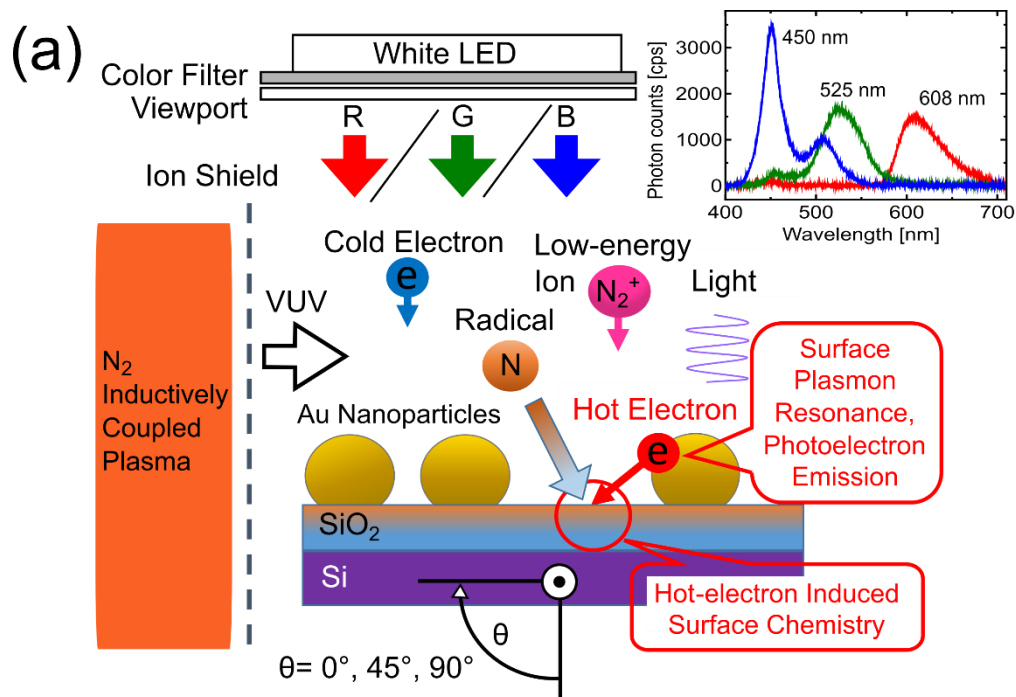 (a)
White LED
Color Filter
Viewport
R
G
B
Ion Shield
Photon counts [cps]
3000
2000
1000
0
450 nm
525 nm
608 nm
400
500
600
700
Wavelength [nm]
Cold Electron
e
Low-energy
Ion
N₂⁺
Light
VUV
Radical
N
N₂
Inductively
Coupled
Plasma
Au Nanoparticles
Hot Electron
e
Surface
Plasmon
Resonance,
Photoelectron
Emission
SiO₂
Si
Hot-electron Induced
Surface Chemistry
θ
θ= 0°, 45°, 90°